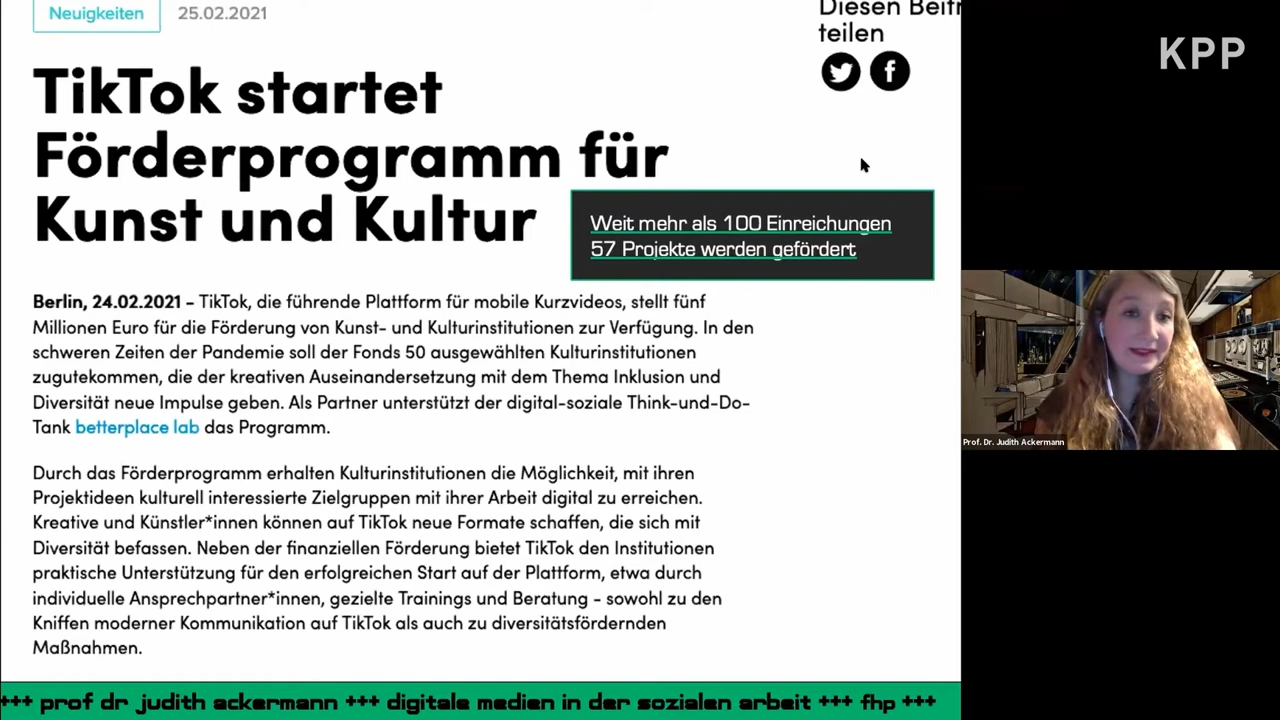 Neuigkeiten 25.02.2021
Diesen Beitr
teilen
KPP
TikTok startet
Förderprogramm für
Kunst und Kultur
Weit mehr als 100 Einreichungen
57 Projekte werden gefördert
Berlin, 24.02.2021 – TikTok, die führende Plattform für mobile Kurzvideos, stellt fünf
Millionen Euro für die Förderung von Kunst- und Kulturinstitutionen zur Verfügung. In den
schweren Zeiten der Pandemie soll der Fonds 50 ausgewählten Kulturinstitutionen
zugutekommen, die der kreativen Auseinandersetzung mit dem Thema Inklusion und
Diversität neue Impulse geben. Als Partner unterstützt der digital-soziale Think-und-Do-
Tank betterplace lab das Programm.
Durch das Förderprogramm erhalten Kulturinstitutionen die Möglichkeit, mit ihren
Projektideen kulturell interessierte Zielgruppen mit ihrer Arbeit digital zu erreichen.
Kreative und Künstler*innen können auf TikTok neue Formate schaffen, die sich mit
Diversität befassen. Neben der finanziellen Förderung bietet TikTok den Institutionen
praktische Unterstützung für den erfolgreichen Start auf der Plattform, etwa durch
individuelle Ansprechpartner*innen, gezielte Trainings und Beratung – sowohl zu den
Kniffen moderner Kommunikation auf TikTok als auch zu diversitätsfördernden
Maßnahmen.
Prof. Dr. Judith Ackermann
+++ prof dr judith ackermann +++ digitale medien in der sozialen arbeit +++ fhp +++